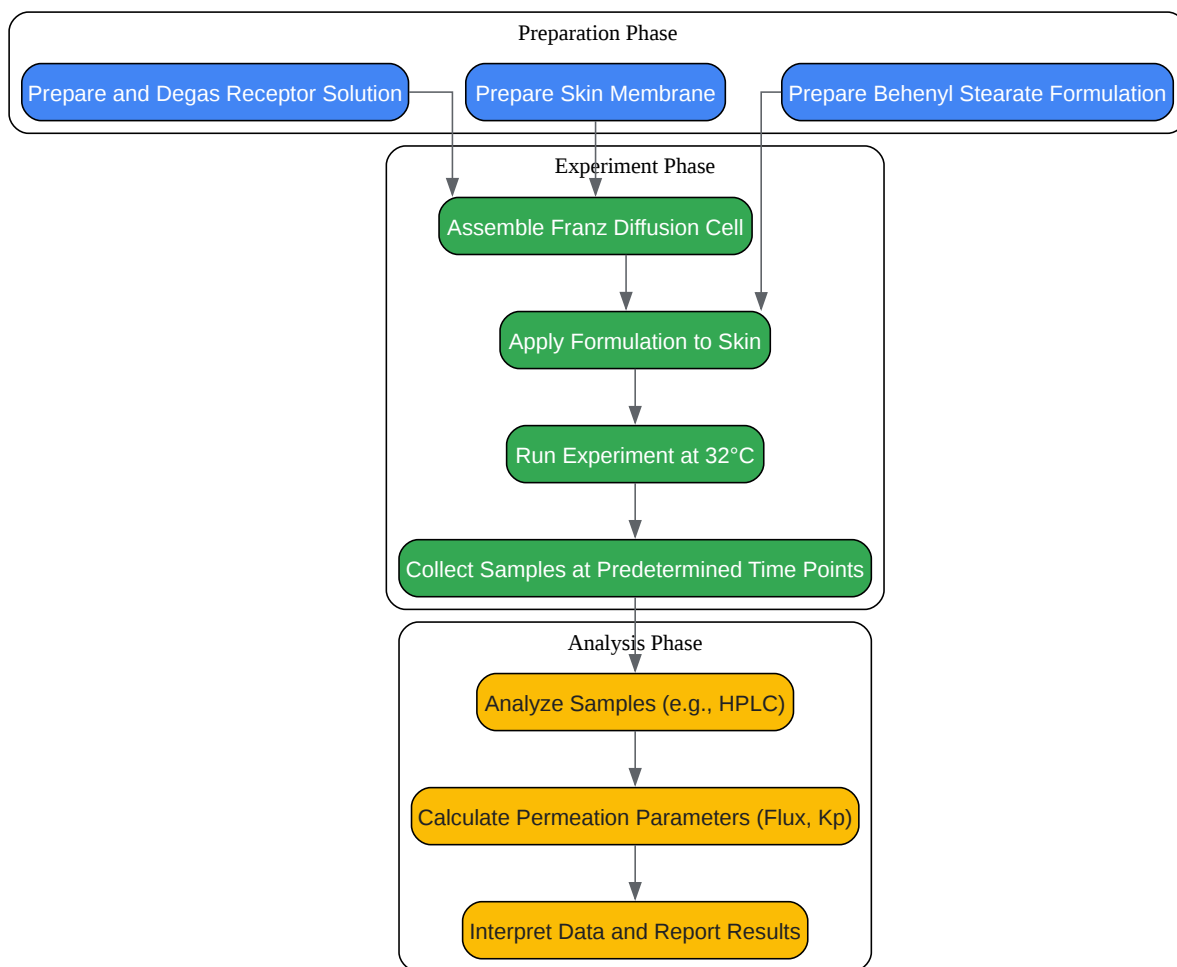 Preparation Phase
Prepare and Degas Receptor Solution
Prepare Skin Membrane
Prepare Behenyl Stearate Formulation
Experiment Phase
Assemble Franz Diffusion Cell
Apply Formulation to Skin
Run Experiment at 32°C
Collect Samples at Predetermined Time Points
Analysis Phase
Analyze Samples (e.g., HPLC)
Calculate Permeation Parameters (Flux, Kp)
Interpret Data and Report Results